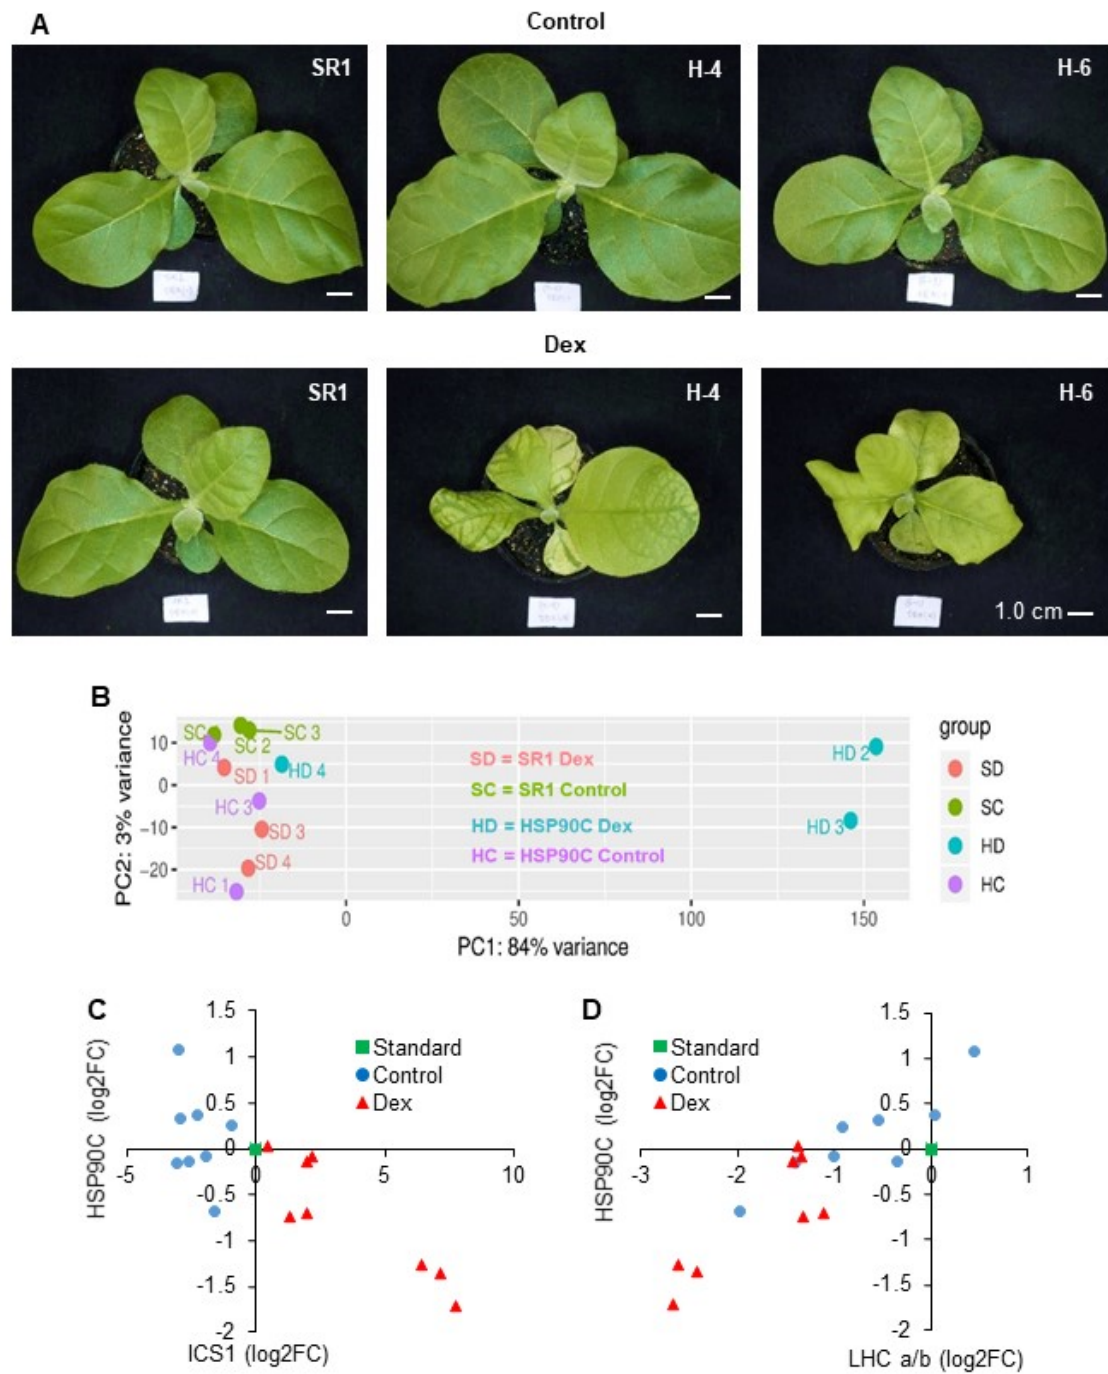 A
Control
SR1
H-4
H-6
Dex
SR1
H-4
H-6
1.0 cm
B
PC2: 3% variance
10
0
−10
−20
SC
SC 2
SC 3
HC 4
SD 1
HD 4
HC 3
SD 3
SD 4
HC 1
HD 2
HD 3
SD = SR1 Dex
SC = SR1 Control
HD = HSP90C Dex
HC = HSP90C Control
0
50
100
150
PC1: 84% variance
group
SD
SC
HD
HC
C
HSP90C (log2FC)
1.5
1
0.5
0
-0.5
-1
-1.5
-2
-5
0
5
10
Standard
Control
Dex
ICS1 (log2FC)
D
HSP90C (log2FC)
Standard
Control
Dex
1.5
1
0.5
0
-0.5
-1
-1.5
-2
-3
-2
-1
0
1
LHC a/b (log2FC)